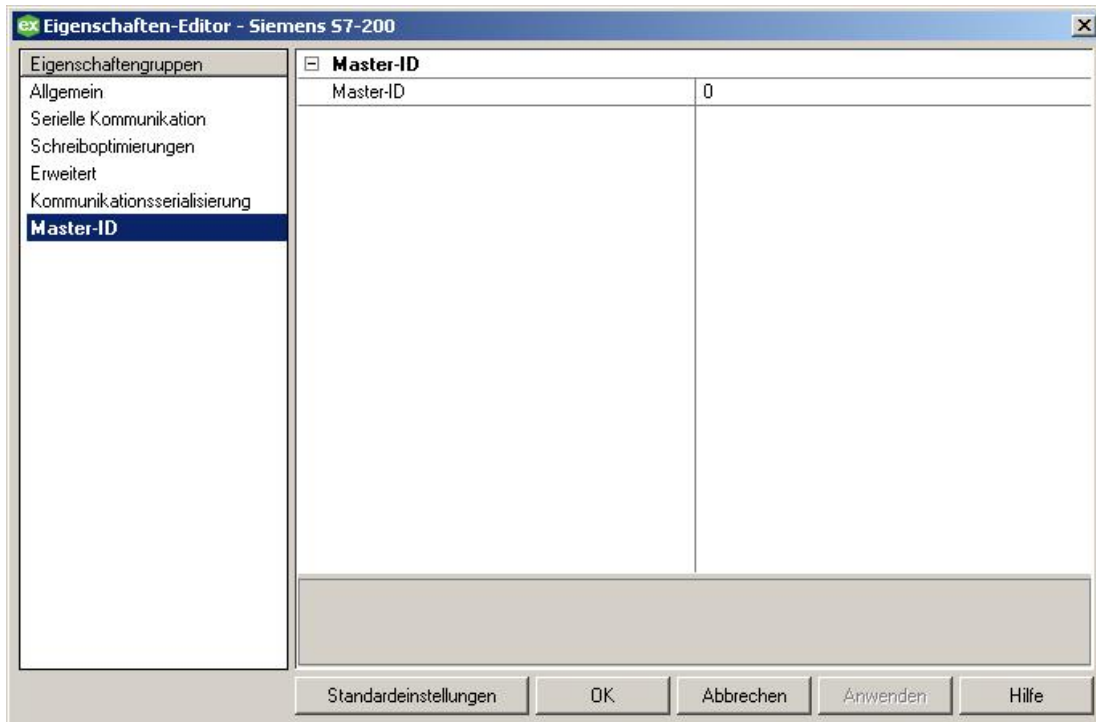 ex Eigenschaften-Editor - Siemens S7-200
Eigenschaftengruppen
Allgemein
Serielle Kommunikation
Schreiboptimierungen
Erweitert
Kommunikationsserialisierung
Master-ID
Master-ID
Master-ID 0
Standardeinstellungen OK Abbrechen Anwenden Hilfe